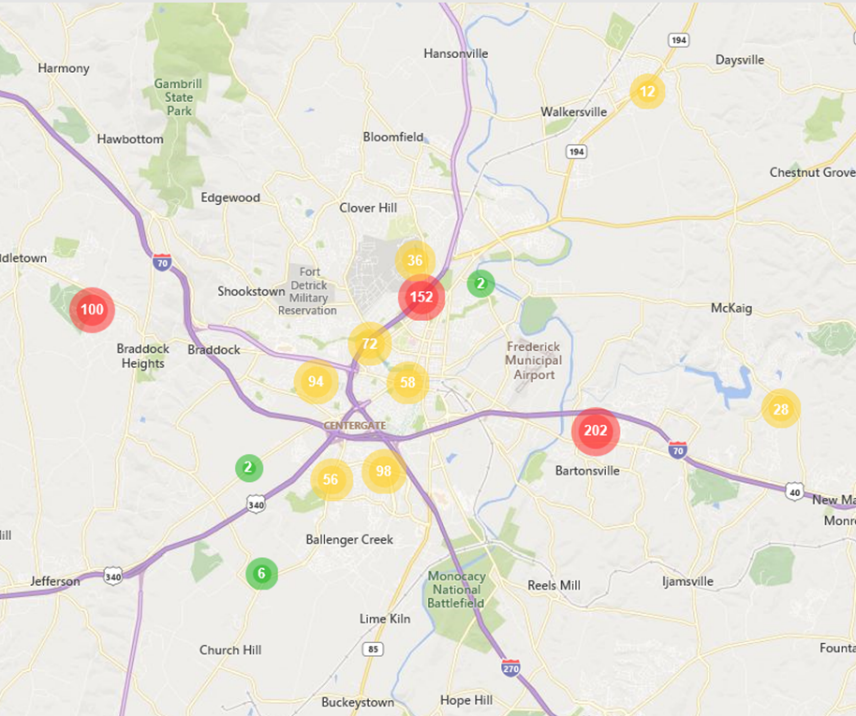 194
Hansonville
Daysville
Harmony
Gambrill
State
Park
12
Walkersville
Hawbottom
Bloomfield
194
Chestnut Grove
Edgewood
Clover Hill
ddletown
70
36
Fort
Detrick
Military
Reservation
Shookstown
2
152
100
McKaig
72
Braddock
Heights
Braddock
Frederick
Municipal
Airport
94
58
28
CENTERGATE
202
70
2
98
56
Bartonsville
40
340
New Ma
Monro
ill
Ballenger Creek
6
340
Jefferson
Monocacy
National
Battlefield
Reels Mill
Ijamsville
Lime Kiln
85
Church Hill
Founta
270
Buckeystown
Hope Hill